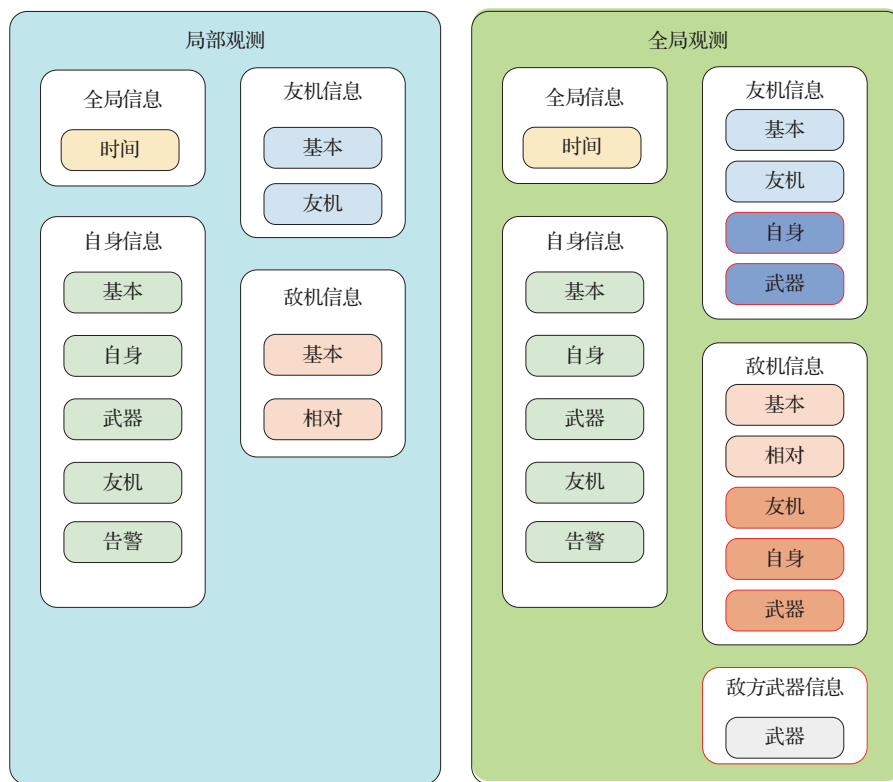 局部观测
全局信息
时间
自身信息
基本
自身
武器
友机
告警
友机信息
基本
友机
敌机信息
基本
相对
全局观测
全局信息
时间
自身信息
基本
自身
武器
友机
告警
友机信息
基本
友机
自身
武器
敌机信息
基本
相对
友机
自身
武器
敌方武器信息
武器